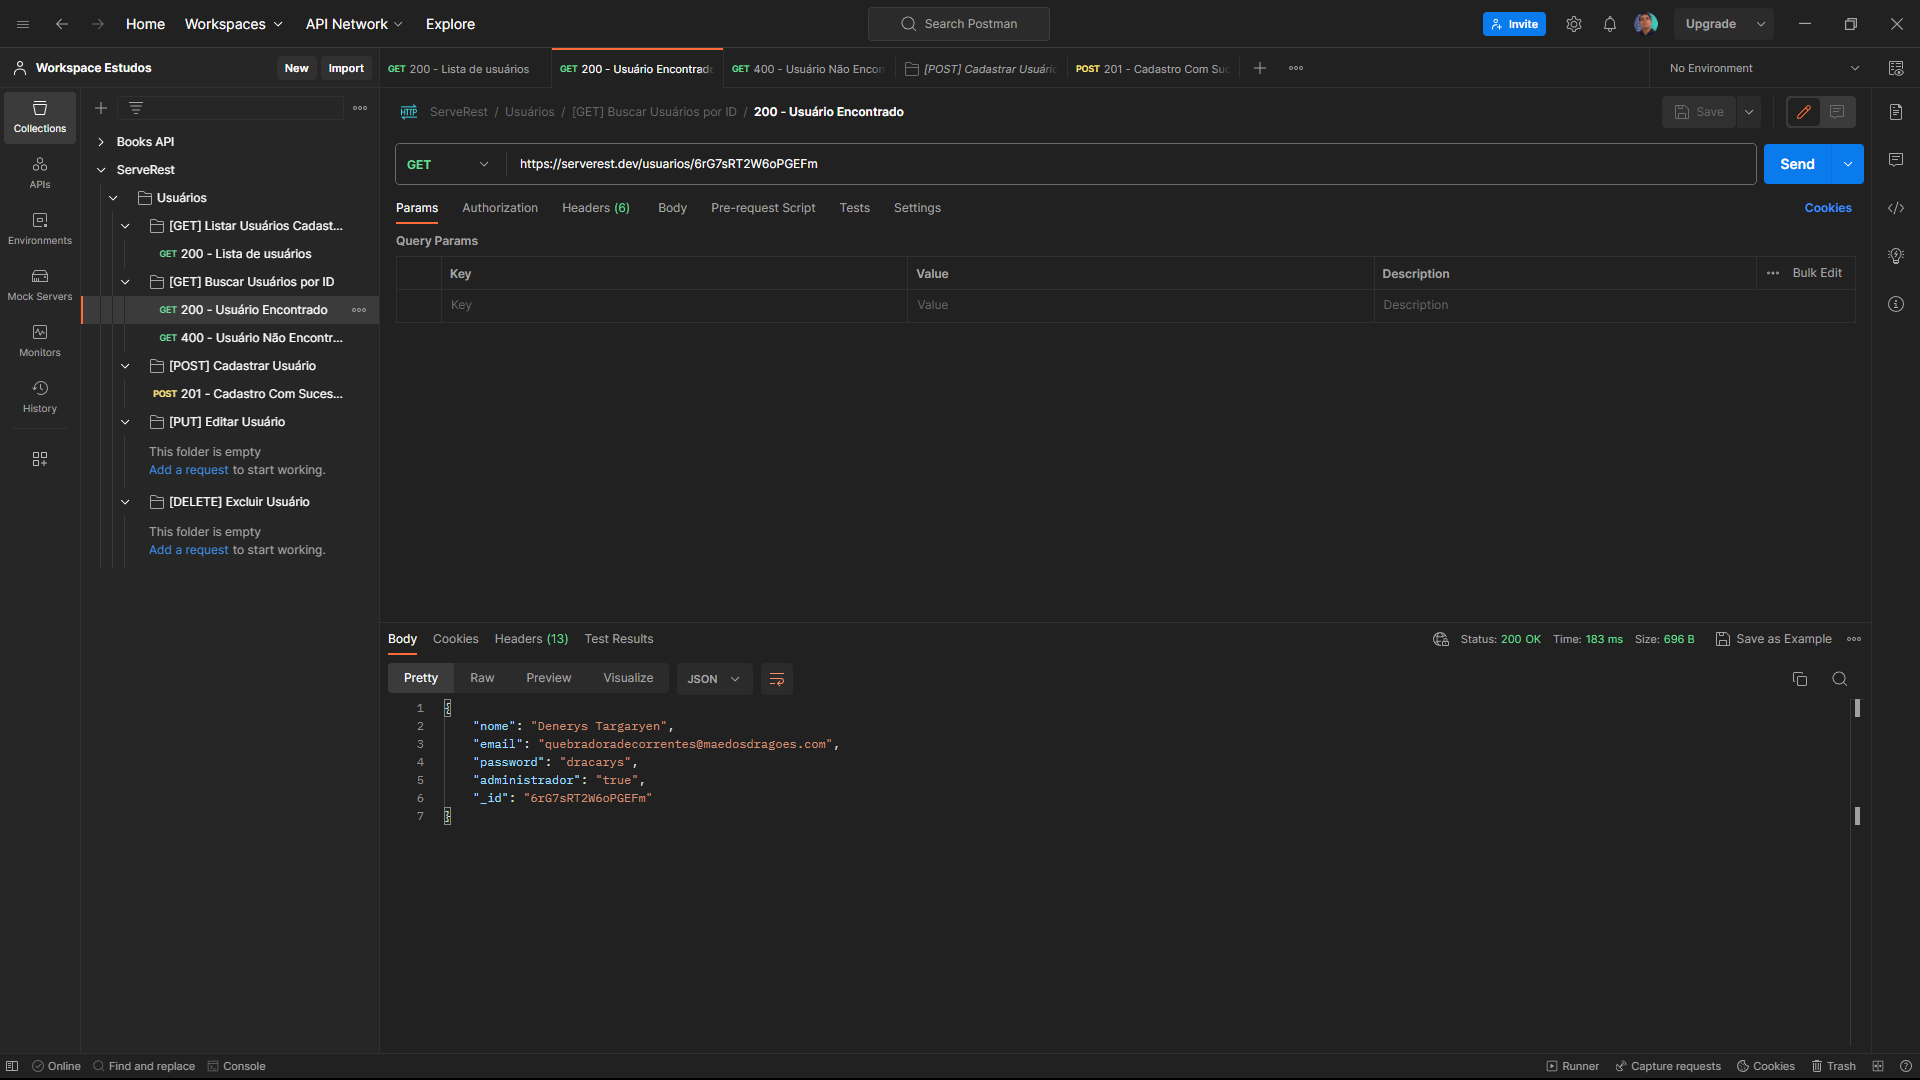 Home
Workspaces
API Network
Explore
Search Postman
Invite
Upgrade
Workspace Estudos
New
Import
GET 200 - Lista de usuários
GET 200 - Usuário Encontrado
GET 400 - Usuário Não Encon
[POST] Cadastrar Usuário
POST 201 - Cadastro Com Suc
No Environment
Collections
APIs
Environments
Mock Servers
Monitors
History
Books API
ServeRest
Usuários
[GET] Listar Usuários Cadast...
GET 200 - Lista de usuários
[GET] Buscar Usuários por ID
GET 200 - Usuário Encontrado
GET 400 - Usuário Não Encontr...
[POST] Cadastrar Usuário
POST 201 - Cadastro Com Suces...
[PUT] Editar Usuário
This folder is empty
Add a request to start working.
[DELETE] Excluir Usuário
This folder is empty
Add a request to start working.
HTTP ServeRest / Usuários / [GET] Buscar Usuários por ID / 200 - Usuário Encontrado
Save
GET
https://serverest.dev/usuarios/6rG7sRT2W6oPGEFm
Send
Params
Authorization
Headers (6)
Body
Pre-request Script
Tests
Settings
Cookies
Query Params
Key
Value
Description
Bulk Edit
Key
Value
Description
Body
Cookies
Headers (13)
Test Results
Status: 200 OK
Time: 183 ms
Size: 696 B
Save as Example
Pretty
Raw
Preview
Visualize
JSON
1 {
2 "nome": "Denerys Targaryen",
3 "email": "quebradoradecorrentes@maedosdragoes.com",
4 "password": "dracarys",
5 "administrador": "true",
6 "_id": "6rG7sRT2W6oPGEFm"
7 }
Online
Find and replace
Console
Runner
Capture requests
Cookies
Trash